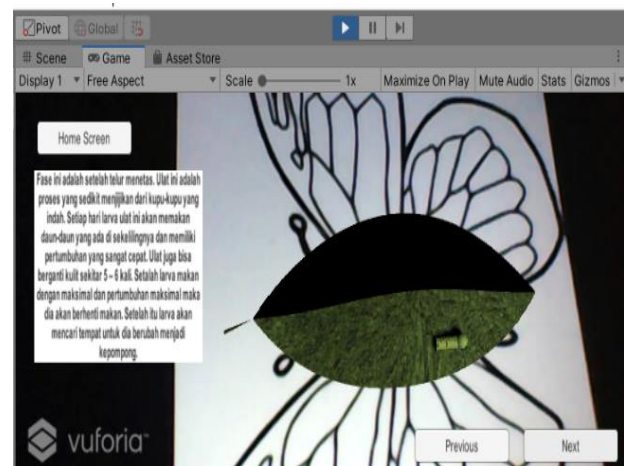 Pivot Global
Scene Game Asset Store
Display 1 Free Aspect Scale 1x Maximize On Play Mute Audio Stats Gizmos
Home Screen
Fase ini adalah setelah telur menetas. Ulat ini adalah
proses yang sedikit menjijikan dari kupu-kupu yang
indah. Setiap hari larva ulat ini akan memakan
daun-daun yang ada di sekelilingnya dan memiliki
pertumbuhan yang sangat cepat. Ulat juga bisa
berganti kulit sekitar 5 – 6 kali. Setalah larva makan
dengan maksimal dan pertumbuhan maksimal maka
dia akan berhenti makan. Setelah itu larva akan
mencari tempat untuk dia berubah menjadi
kepompong.
vuforia
Previous Next